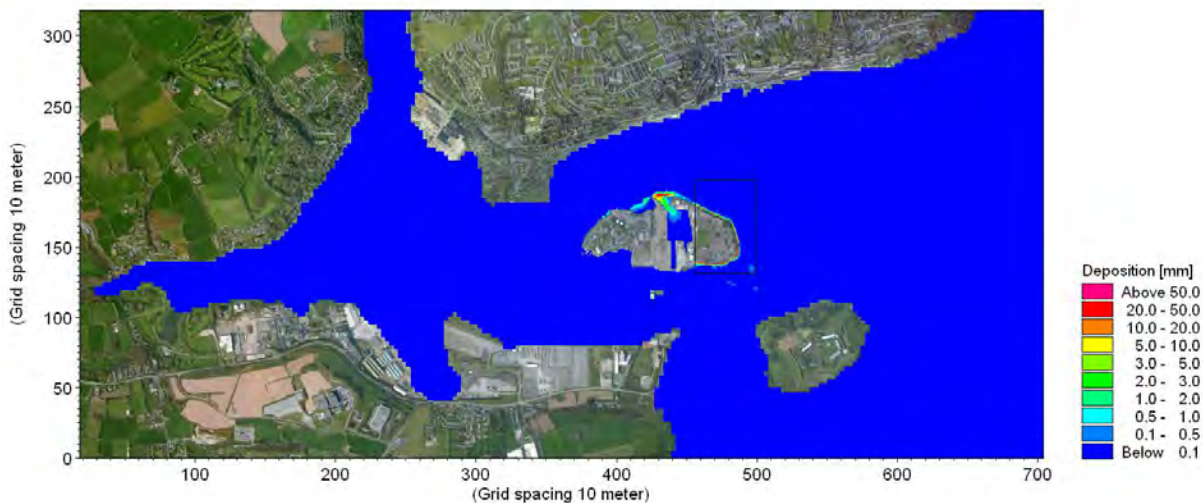 (Grid spacing 10 meter)
300
250
200
150
100
50
0
100
200
300
400
500
600
700
(Grid spacing 10 meter)
Deposition [mm]
Above 50.0
20.0 - 50.0
10.0 - 20.0
5.0 - 10.0
3.0 - 5.0
2.0 - 3.0
1.0 - 2.0
0.5 - 1.0
0.1 - 0.5
Below 0.1